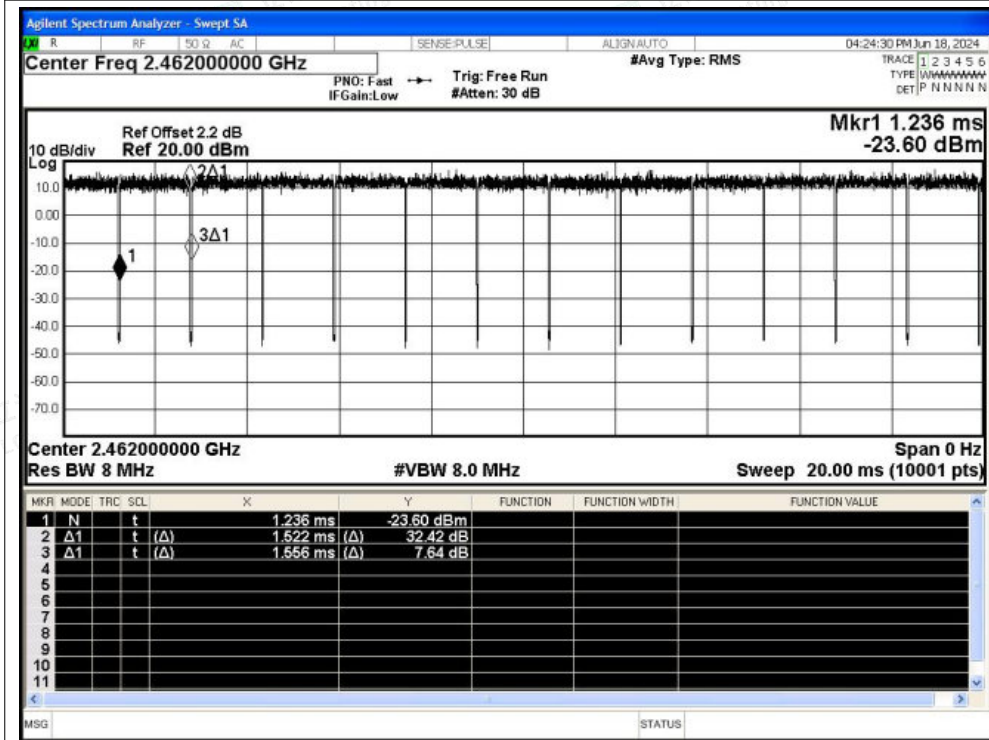 Agilent Spectrum Analyzer - Swept SA
LXI R RF 50 Ω AC SENSE:PULSE ALIGN AUTO 04:24:30 PM Jun 18, 2024
Center Freq 2.462000000 GHz #Avg Type: RMS TRACE 1 2 3 4 5 6
PNO: Fast Trig: Free Run TYPE WWWWWW
IFGain:Low #Atten: 30 dB DET P N N N N N
Mkr1 1.236 ms
Ref Offset 2.2 dB
10 dB/div Ref 20.00 dBm -23.60 dBm
Log
2Δ1
10.0
0.00
3Δ1
-10.0
1
-20.0
-30.0
-40.0
-50.0
-60.0
-70.0
Center 2.462000000 GHz Span 0 Hz
Res BW 8 MHz #VBW 8.0 MHz Sweep 20.00 ms (10001 pts)
MKR MODE TRC SCL X Y FUNCTION FUNCTION WIDTH FUNCTION VALUE
1 N t 1.236 ms -23.60 dBm
2 Δ1 t (Δ) 1.522 ms (Δ) 32.42 dB
3 Δ1 t (Δ) 1.556 ms (Δ) 7.64 dB
4
5
6
7
8
9
10
11
MSG STATUS